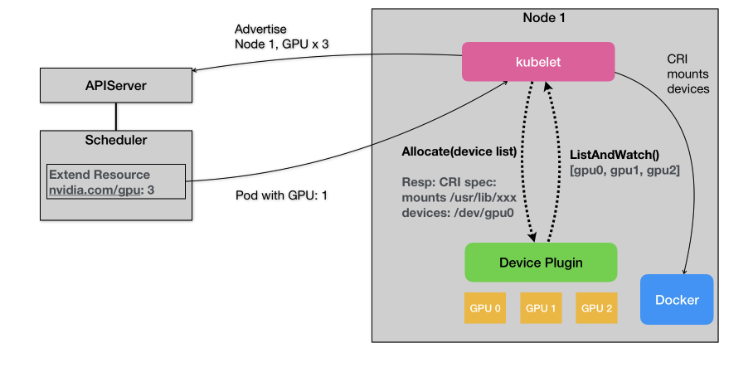 Node 1
Advertise
Node 1, GPU x 3
kubelet
CRI
mounts
devices
APIServer
Scheduler
Extend Resource
nvidia.com/gpu: 3
Pod with GPU: 1
Allocate(device list)
Resp: CRI spec:
mounts /usr/lib/xxx
devices: /dev/gpu0
ListAndWatch()
[gpu0, gpu1, gpu2]
Device Plugin
GPU 0
GPU 1
GPU 2
Docker